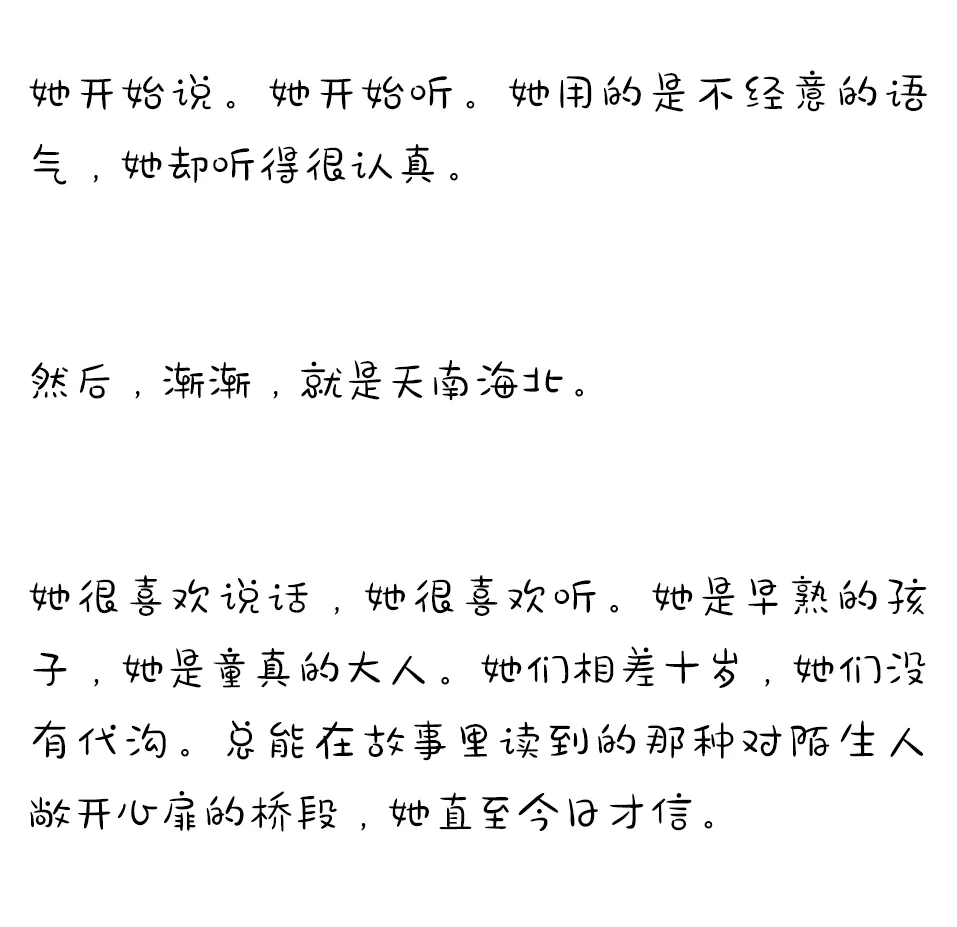 她开始说。她开始听。她用的是不经意的语
气，她却听得很认真。
然后，渐渐，就是天南海北。
她很喜欢说话，她很喜欢听。她是早熟的孩
子，她是童真的大人。她们相差十岁，她们没
有代沟。总能在故事里读到的那种对陌生人
敞开心扉的桥段，她直至今日才信。